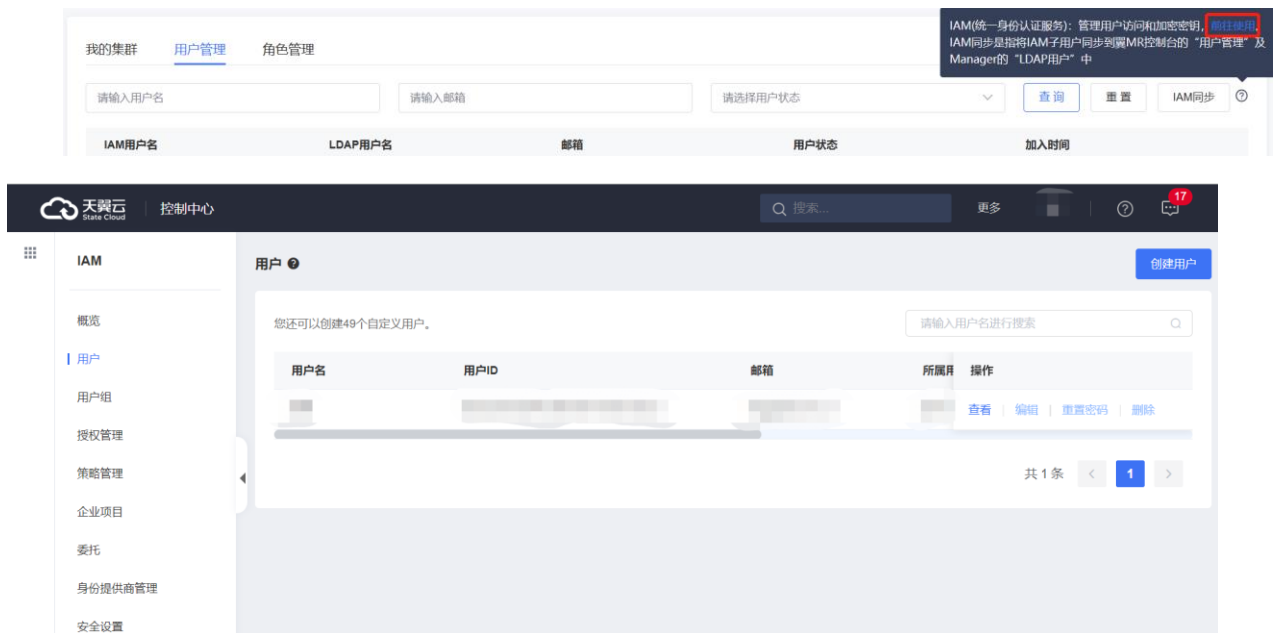 IAM(统一身份认证服务)：管理用户访问和加密密钥，前往使用，
IAM同步是指将IAM子用户同步到翼MR控制台的“用户管理”及
Manager的“LDAP用户”中
我的集群 用户管理 角色管理
请输入用户名 请输入邮箱 请选择用户状态 查询 重置 IAM同步
IAM用户名 LDAP用户名 邮箱 用户状态 加入时间
天翼云 State Cloud 控制中心 搜索... 更多 17
IAM
用户 创建用户
概览
您还可以创建49个自定义用户。 请输入用户名进行搜索
用户
用户名 用户ID 邮箱 所属用 操作
用户组
查看 编辑 重置密码 删除
授权管理
策略管理
共 1 条 1
企业项目
委托
身份提供商管理
安全设置